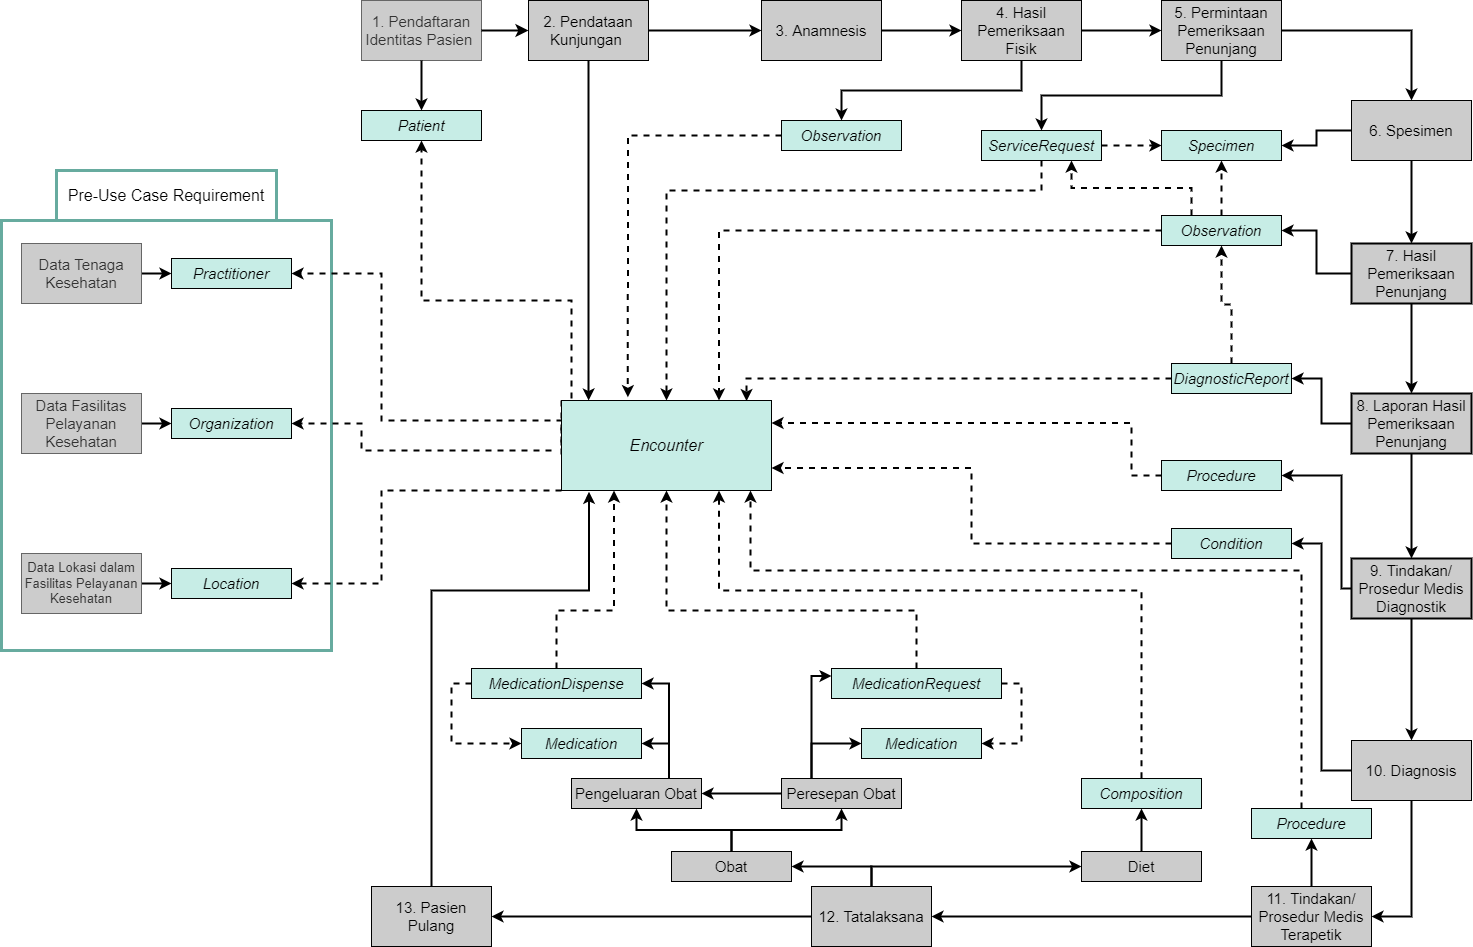 1. Pendaftaran
Identitas Pasien
2. Pendataan
Kunjungan
3. Anamnesis
4. Hasil
Pemeriksaan
Fisik
5. Permintaan
Pemeriksaan
Penunjang
Patient
Observation
ServiceRequest
Specimen
6. Spesimen
Pre-Use Case Requirement
Data Tenaga
Kesehatan
Practitioner
Observation
7. Hasil
Pemeriksaan
Penunjang
Data Fasilitas
Pelayanan
Kesehatan
Organization
Encounter
DiagnosticReport
8. Laporan Hasil
Pemeriksaan
Penunjang
Procedure
Condition
Data Lokasi dalam
Fasilitas Pelayanan
Kesehatan
Location
9. Tindakan/
Prosedur Medis
Diagnostik
MedicationDispense
MedicationRequest
Medication
Medication
10. Diagnosis
Pengeluaran Obat
Peresepan Obat
Composition
Procedure
Obat
Diet
13. Pasien
Pulang
12. Tatalaksana
11. Tindakan/
Prosedur Medis
Terapetik